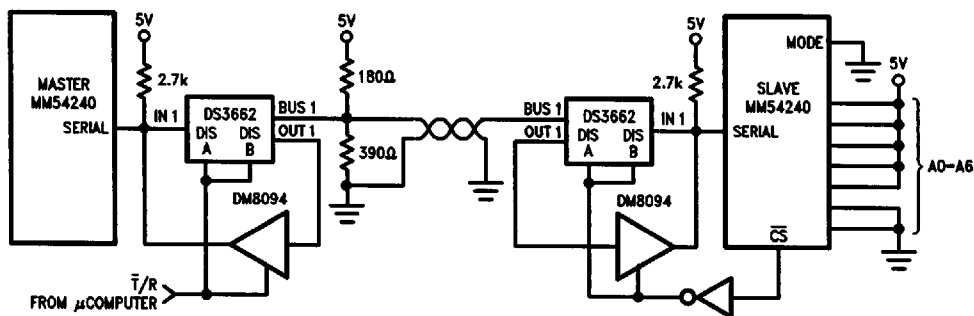 5V
5V
5V
MODE
MASTER
MM54240
2.7k
180Ω
2.7k
SLAVE
MM54240
5V
SERIAL
IN 1
DS3662
BUS 1
BUS 1
DS3662
IN 1
SERIAL
DIS
A
DIS
B
OUT 1
OUT 1
DIS
A
DIS
B
390Ω
A0–A6
DM8094
DM8094
CS
T̅/R
FROM μCOMPUTER